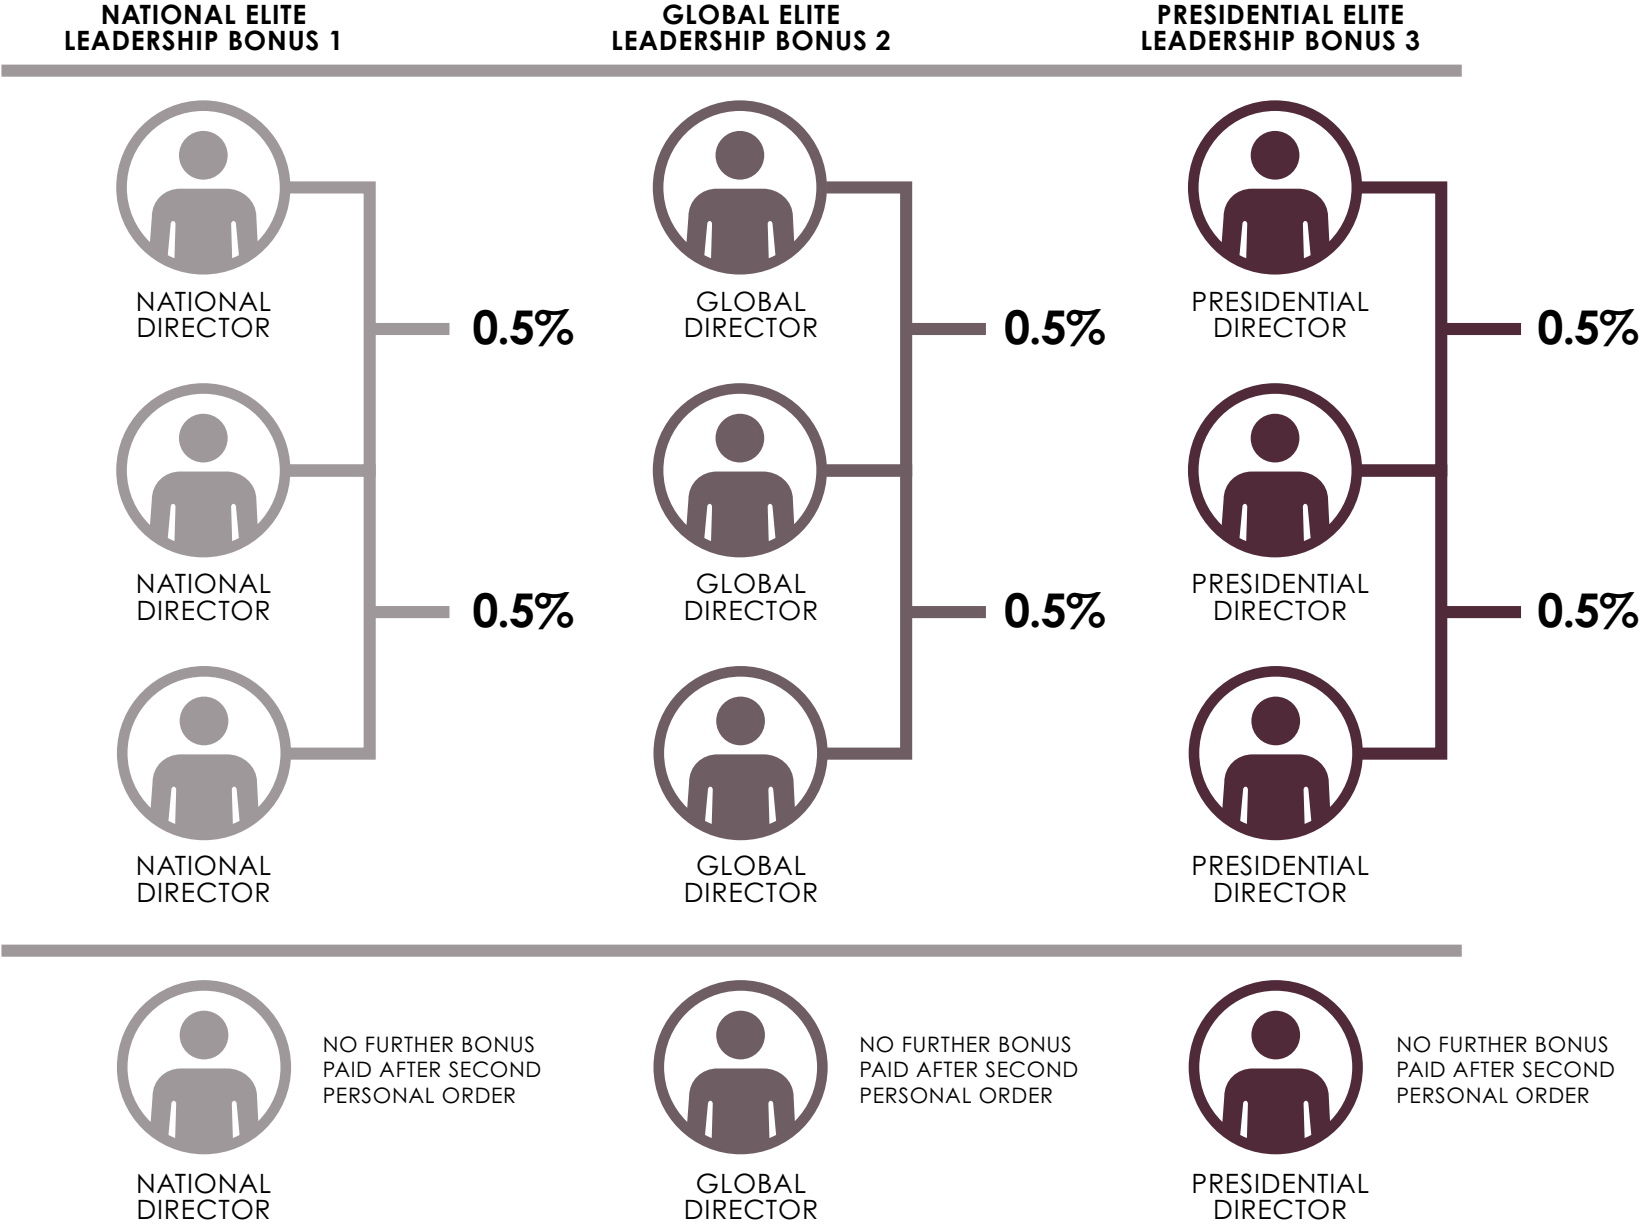 NATIONAL ELITE
LEADERSHIP BONUS 1
GLOBAL ELITE
LEADERSHIP BONUS 2
PRESIDENTIAL ELITE
LEADERSHIP BONUS 3
NATIONAL
DIRECTOR
0.5%
GLOBAL
DIRECTOR
0.5%
PRESIDENTIAL
DIRECTOR
0.5%
NATIONAL
DIRECTOR
0.5%
GLOBAL
DIRECTOR
0.5%
PRESIDENTIAL
DIRECTOR
0.5%
NATIONAL
DIRECTOR
GLOBAL
DIRECTOR
PRESIDENTIAL
DIRECTOR
NO FURTHER BONUS
PAID AFTER SECOND
PERSONAL ORDER
NO FURTHER BONUS
PAID AFTER SECOND
PERSONAL ORDER
NO FURTHER BONUS
PAID AFTER SECOND
PERSONAL ORDER
NATIONAL
DIRECTOR
GLOBAL
DIRECTOR
PRESIDENTIAL
DIRECTOR